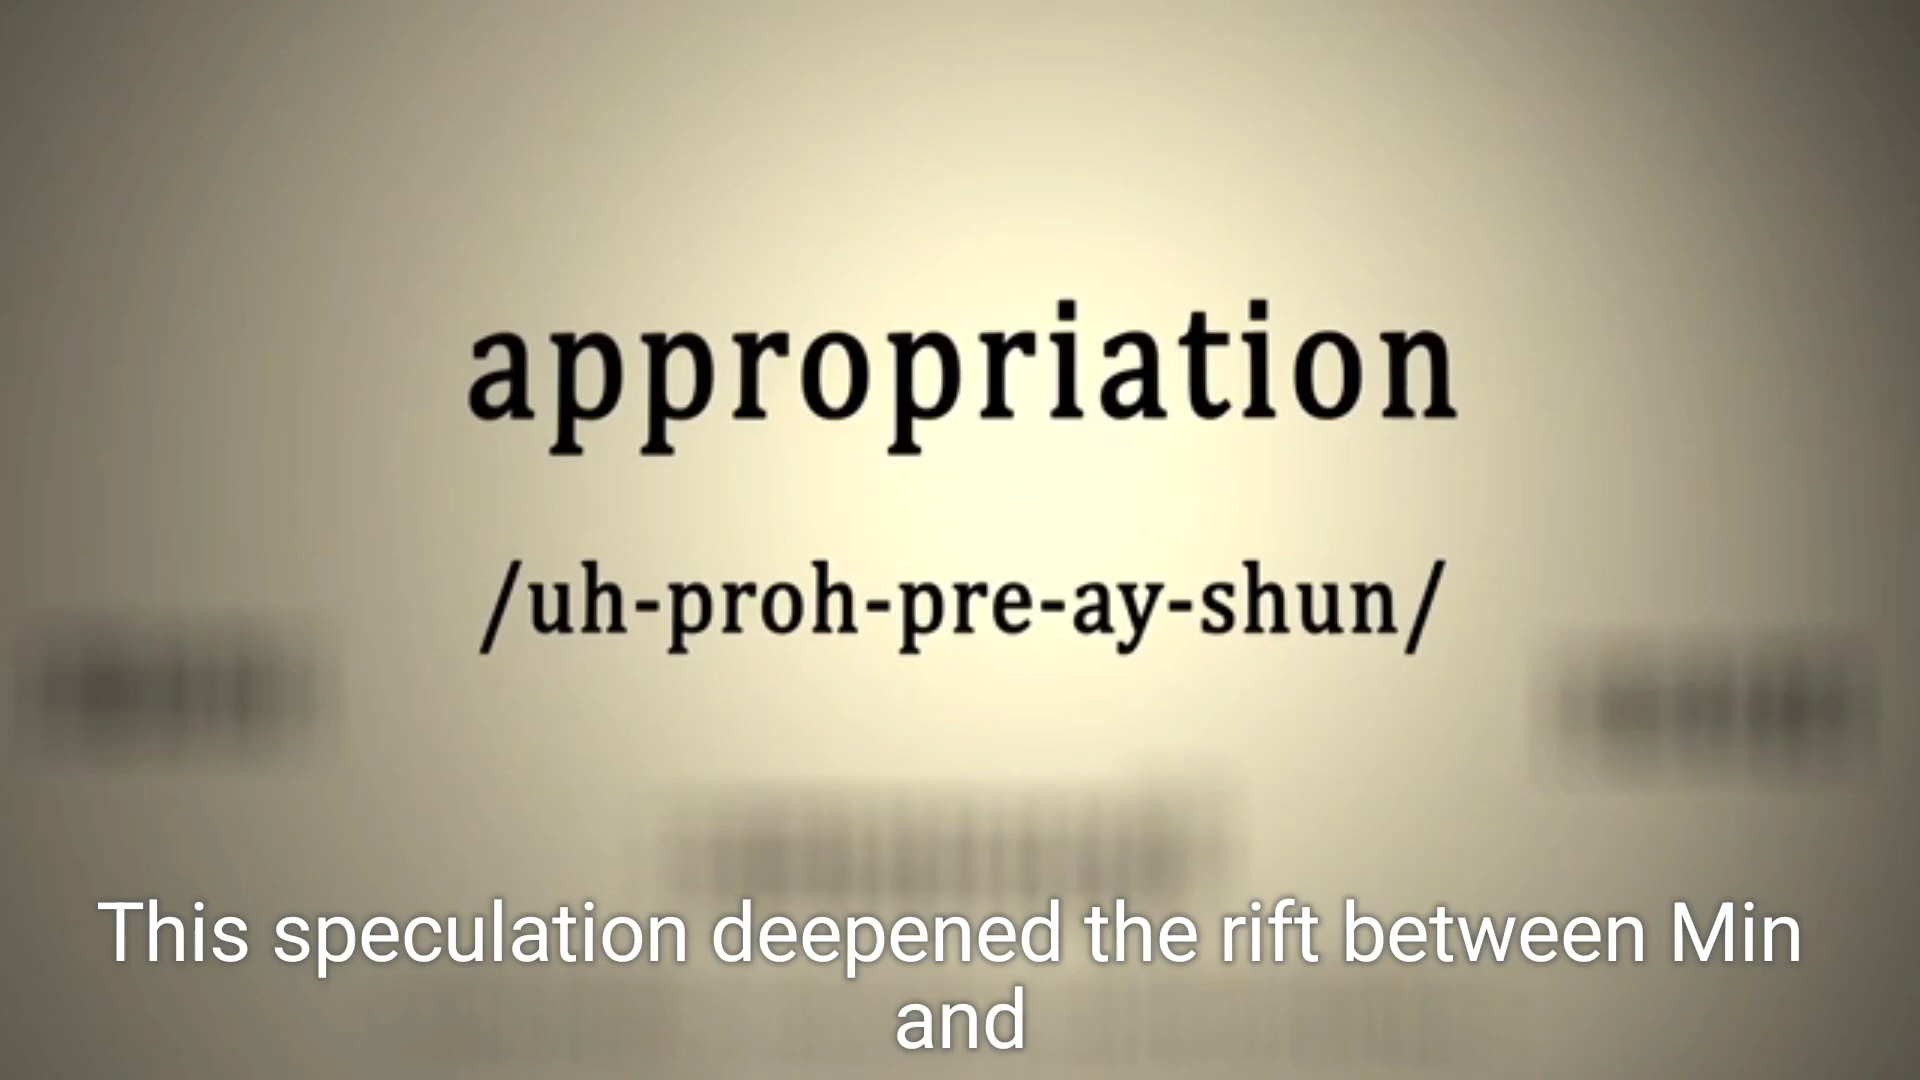 appropriation
/uh-proh-pre-ay-shun/
This speculation deepened the rift between Min
and